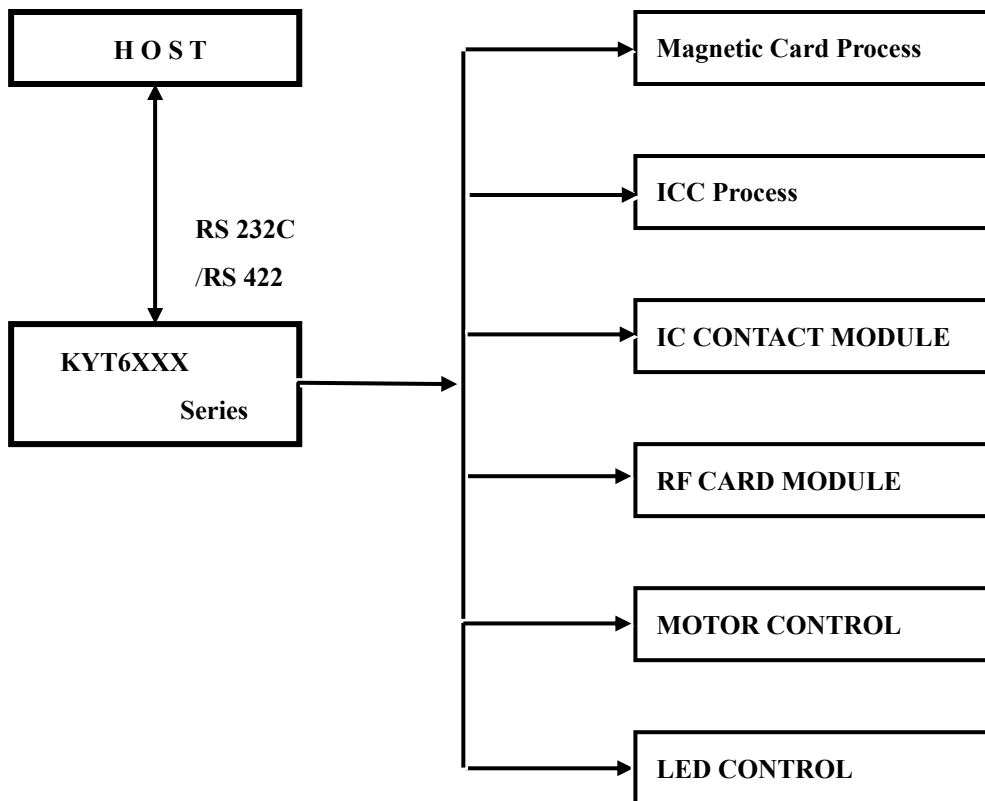 H O S T
RS 232C
/RS 422
KYT6XXX
Series
Magnetic Card Process
ICC Process
IC CONTACT MODULE
RF CARD MODULE
MOTOR CONTROL
LED CONTROL